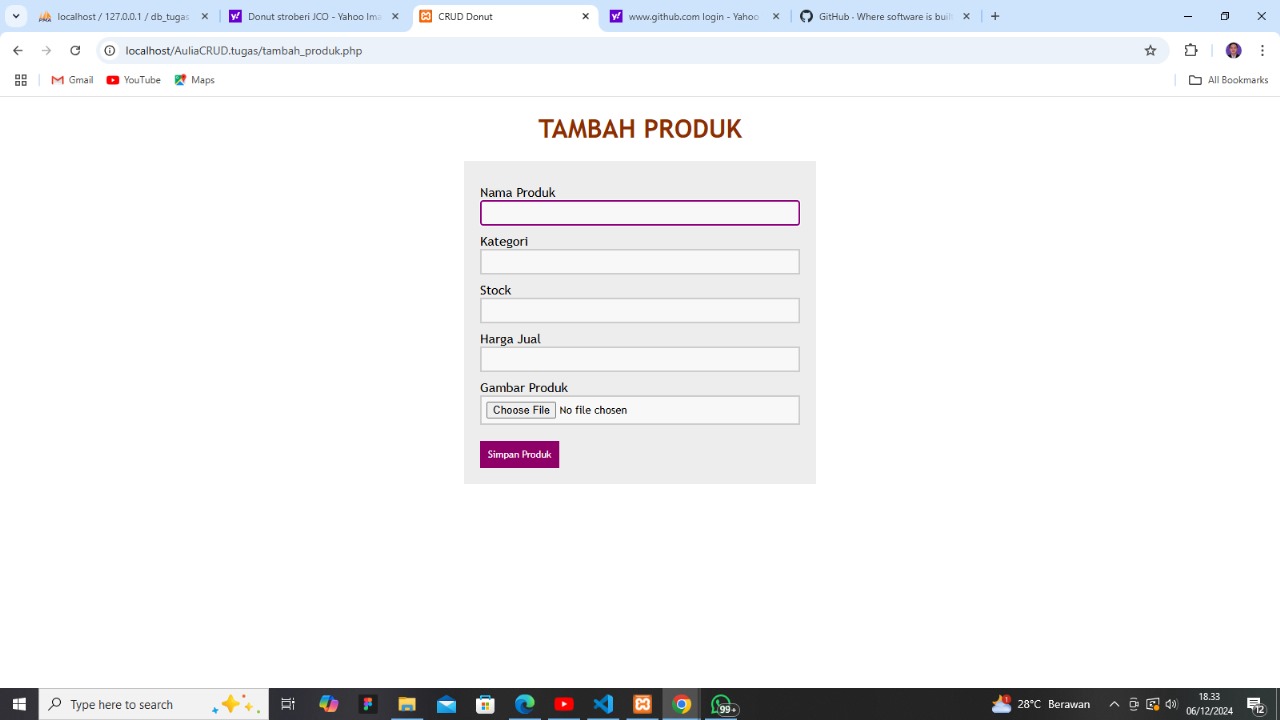 localhost / 127.0.0.1 / db_tugas
Donut stroberi JCO - Yahoo Ima
CRUD Donut
www.github.com login - Yahoo
GitHub - Where software is buil
localhost/AuliaCRUD.tugas/tambah_produk.php
Gmail
YouTube
Maps
All Bookmarks
TAMBAH PRODUK
Nama Produk
Kategori
Stock
Harga Jual
Gambar Produk
Choose File No file chosen
Simpan Produk
Type here to search
99+
28°C Berawan
18.33
06/12/2024
12